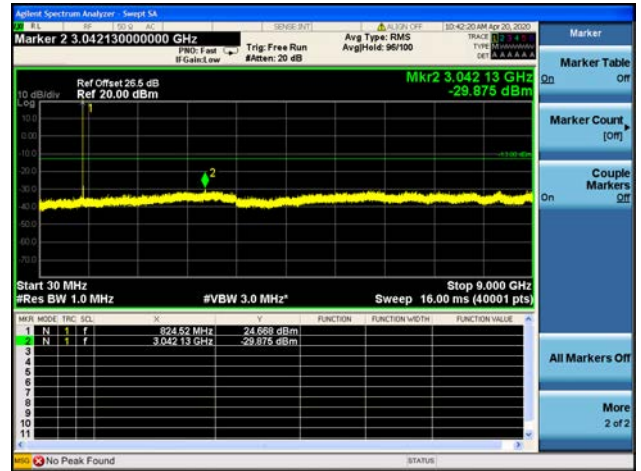 Agilent Spectrum Analyzer - Swept SA
RL RF 50 Ω AC SENSE:INT ALIGN OFF 10:42:20 AM Apr 20, 2020
Marker 2 3.042130000000 GHz
PNO: Fast
IFGain:Low
Trig: Free Run
#Atten: 20 dB
Avg Type: RMS
Avg|Hold: 96/100
TRACE 1 2 3 4 5 6
TYPE
DET A A A A A A
Ref Offset 26.5 dB
Ref 20.00 dBm
10 dB/div
Log
Mkr2 3.042 13 GHz
-29.875 dBm
1
10.0
0.00
-10.0
-13.00 dBm
-20.0
2
-30.0
-40.0
-50.0
-60.0
-70.0
Start 30 MHz
Stop 9.000 GHz
#Res BW 1.0 MHz
#VBW 3.0 MHz*
Sweep 16.00 ms (40001 pts)
MKR MODE TRC SCL X Y FUNCTION FUNCTION WIDTH FUNCTION VALUE
1 N 1 f 824.52 MHz 24.668 dBm
2 N 1 f 3.042 13 GHz -29.875 dBm
3
4
5
6
7
8
9
10
11
MSG No Peak Found
STATUS
Marker
Marker Table
On Off
Marker Count
[Off]
Couple
Markers
On Off
All Markers Off
More
2 of 2